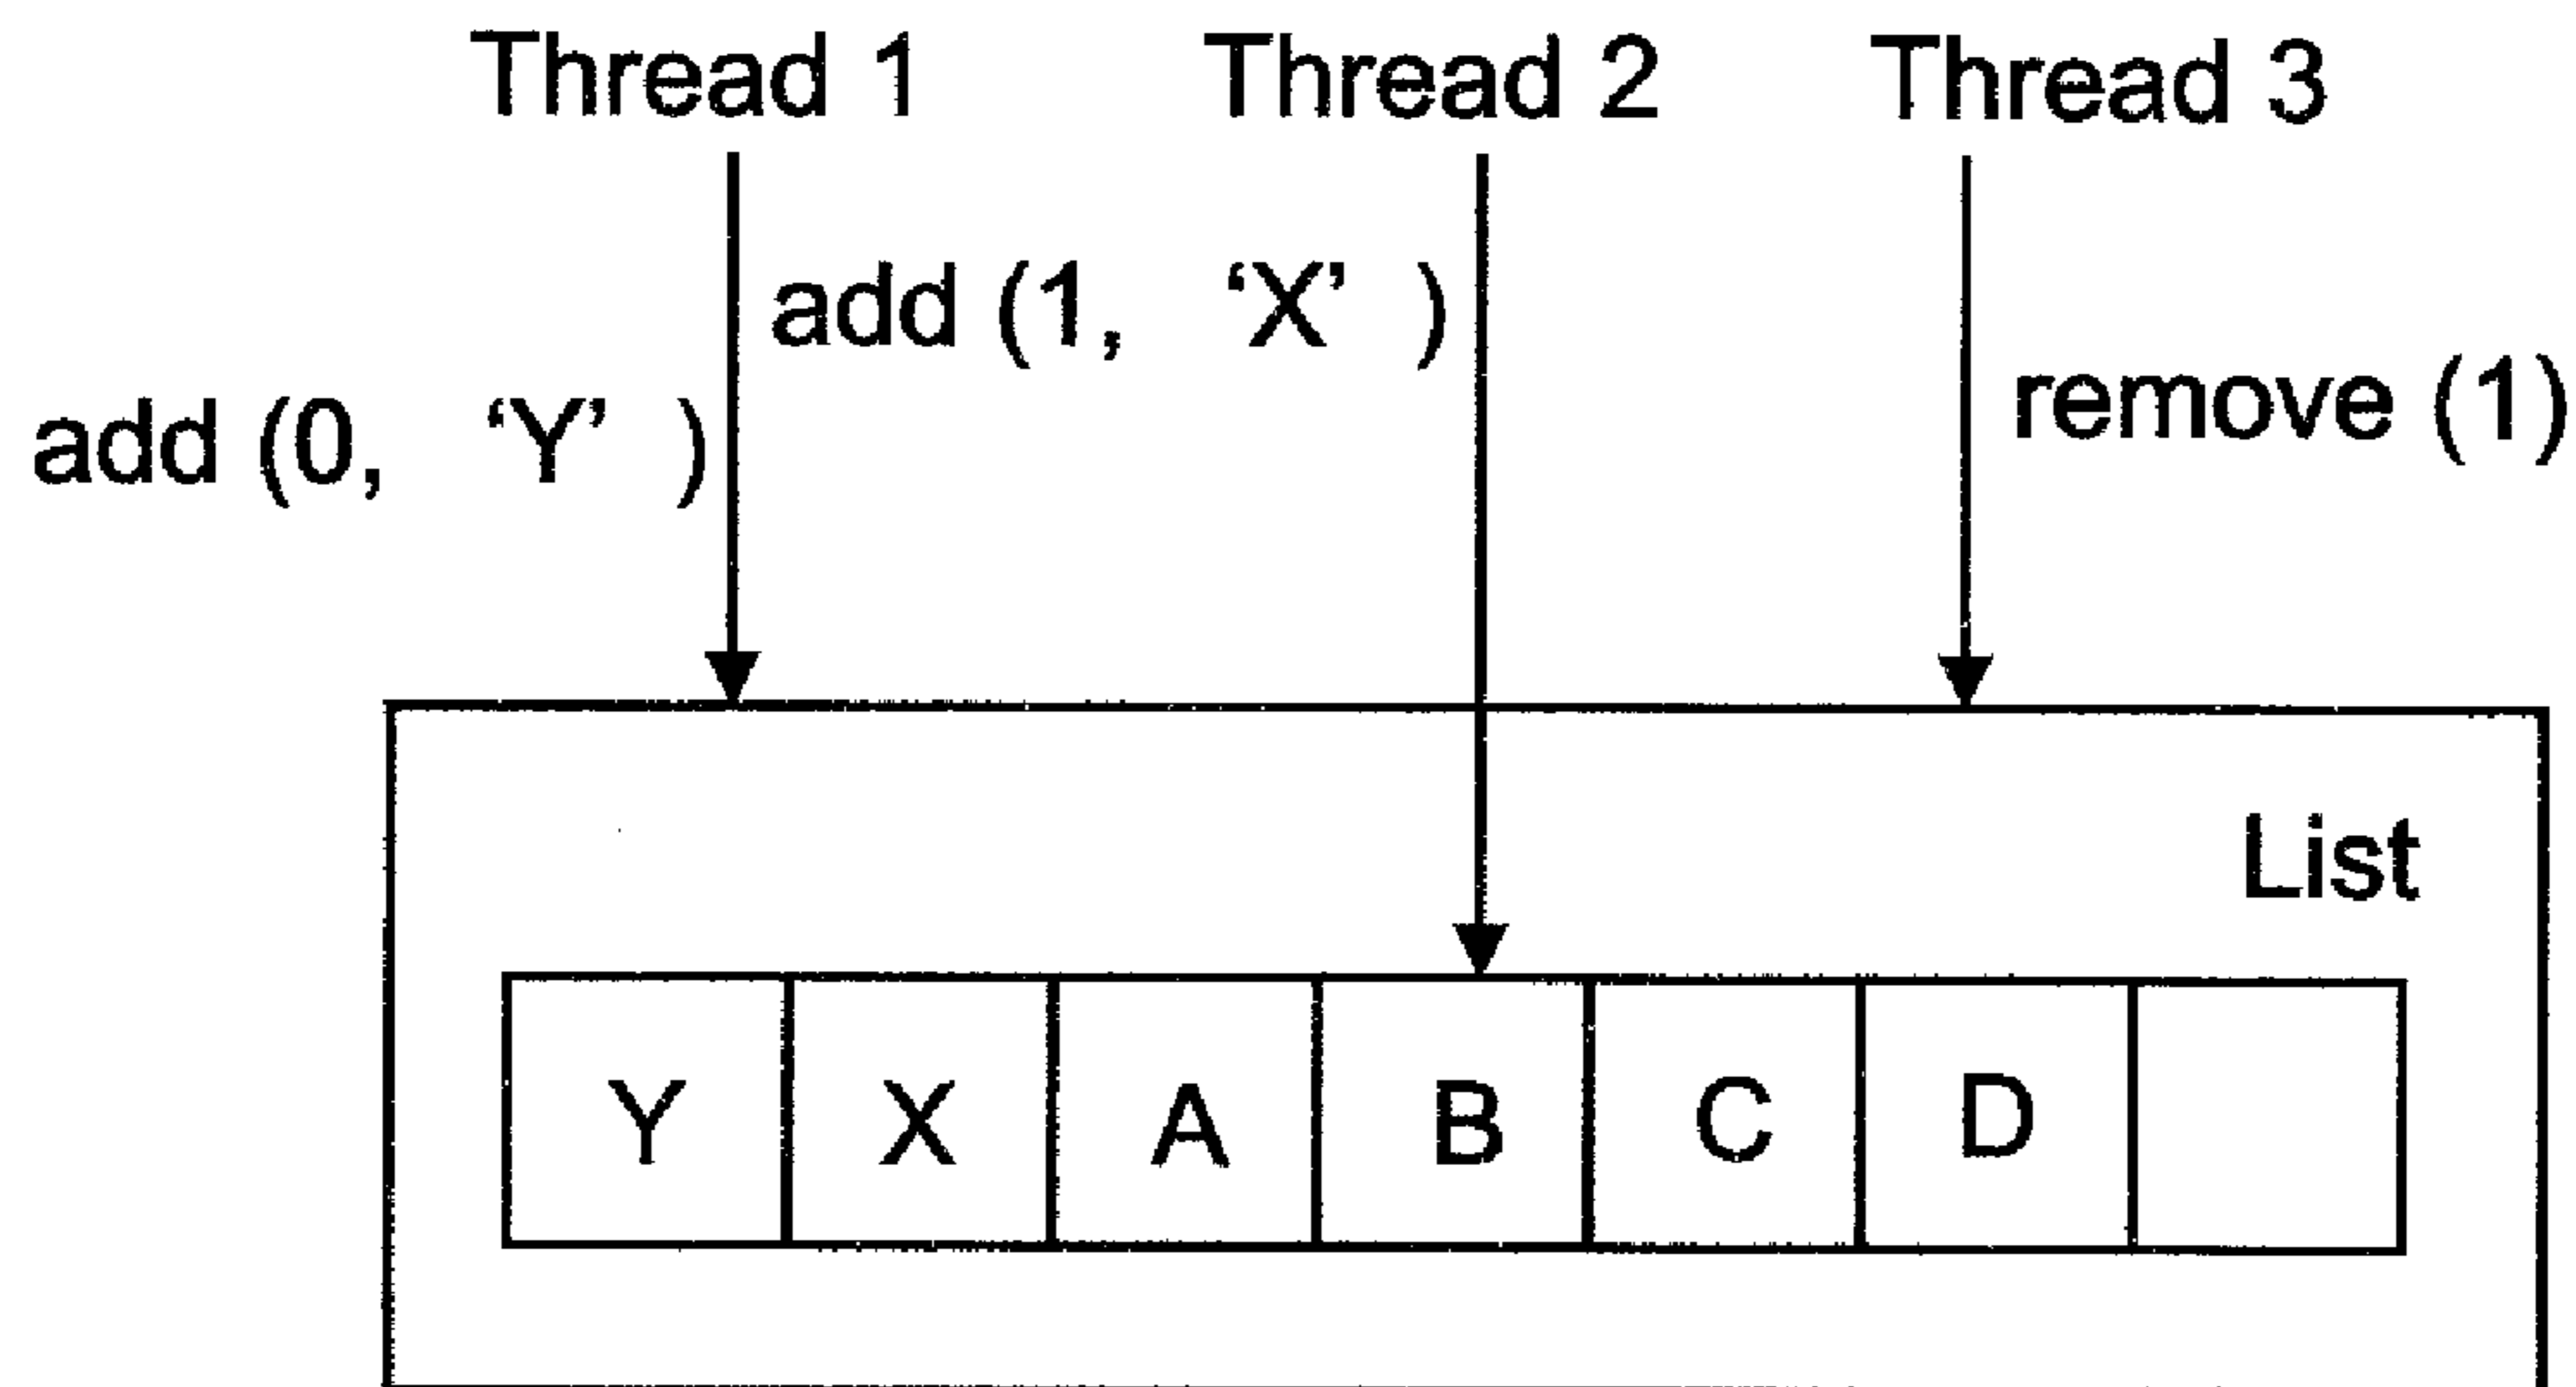 Thread 1 Thread 2 Thread 3
add (1, ‘X’ )
remove (1)
add (0, ‘Y’ )
List
Y X A B C D